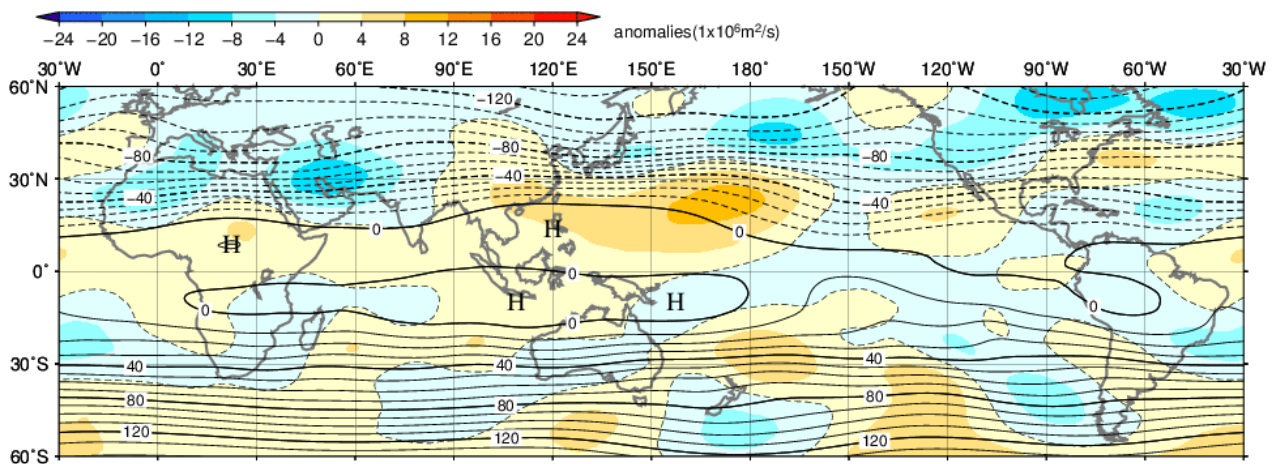 −24 −20 −16 −12 −8 −4 0 4 8 12 16 20 24 anomalies(1x10⁶m²/s)
30°W 0° 30°E 60°E 90°E 120°E 150°E 180° 150°W 120°W 90°W 60°W 30°W
60°N
−120
−80 −80 −80
30°N
−40 −40 −40
0 0
H H
0° 0
H H
0 0 0
30°S
40 40 40
80 80 80
120 120 120
60°S